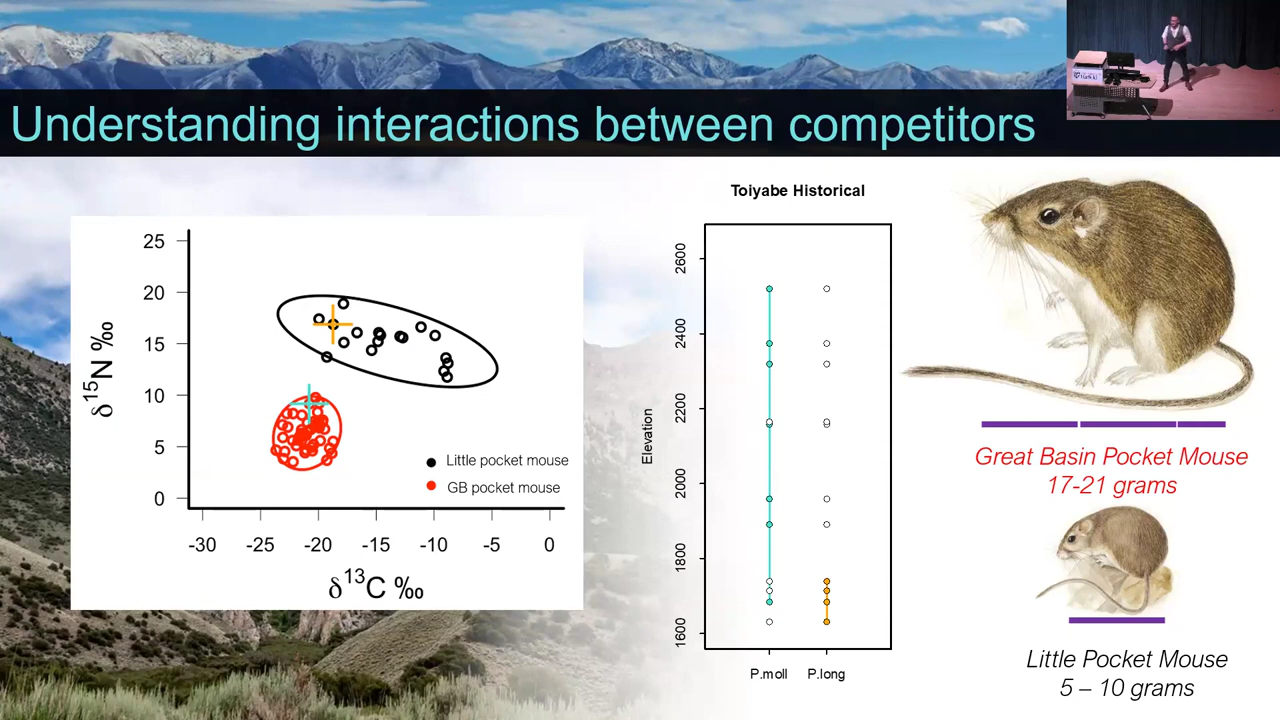 Understanding interactions between competitors
25
20
15
10
5
0
δ15N ‰
-30 -25 -20 -15 -10 -5 0
δ13C ‰
Little pocket mouse
GB pocket mouse
Toiyabe Historical
2600
2400
2200
2000
1800
1600
Elevation
P.moll P.long
Great Basin Pocket Mouse
17-21 grams
Little Pocket Mouse
5 – 10 grams